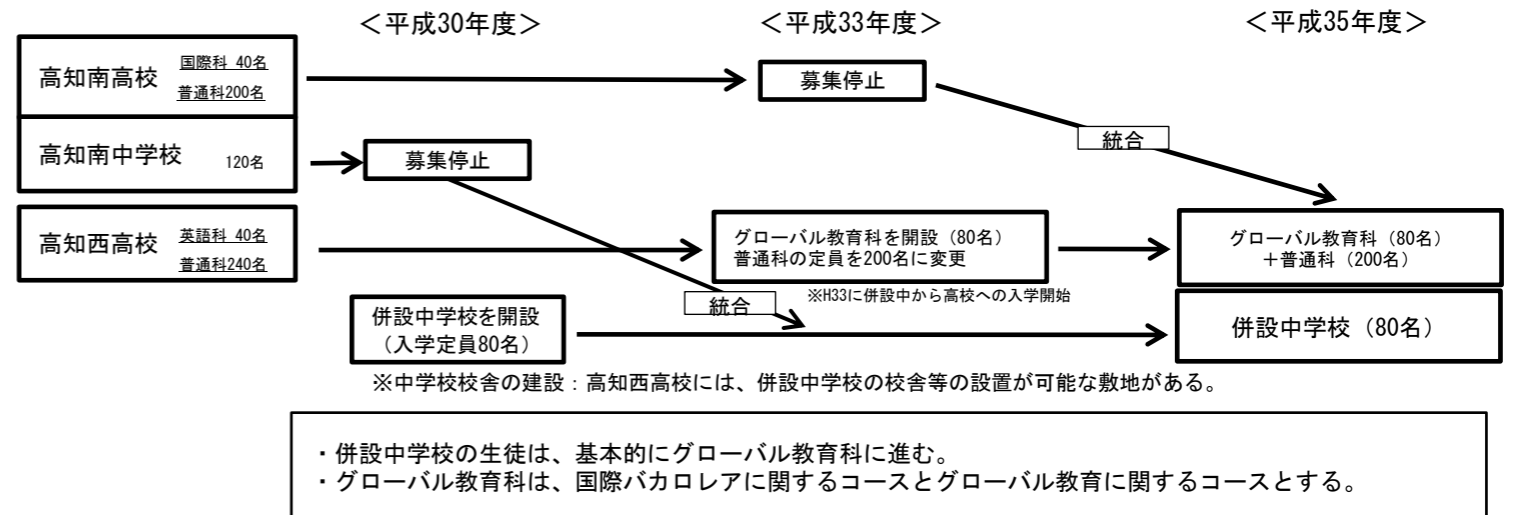 ＜平成30年度＞
＜平成33年度＞
＜平成35年度＞
高知南高校
国際科 40名
普通科200名
募集停止
統合
高知南中学校
120名
募集停止
高知西高校
英語科 40名
普通科240名
グローバル教育科を開設（80名）
普通科の定員を200名に変更
グローバル教育科（80名）
＋普通科（200名）
※H33に併設中から高校への入学開始
統合
併設中学校を開設
（入学定員80名）
併設中学校（80名）
※中学校校舎の建設：高知西高校には、併設中学校の校舎等の設置が可能な敷地がある。
・併設中学校の生徒は、基本的にグローバル教育科に進む。
・グローバル教育科は、国際バカロレアに関するコースとグローバル教育に関するコースとする。